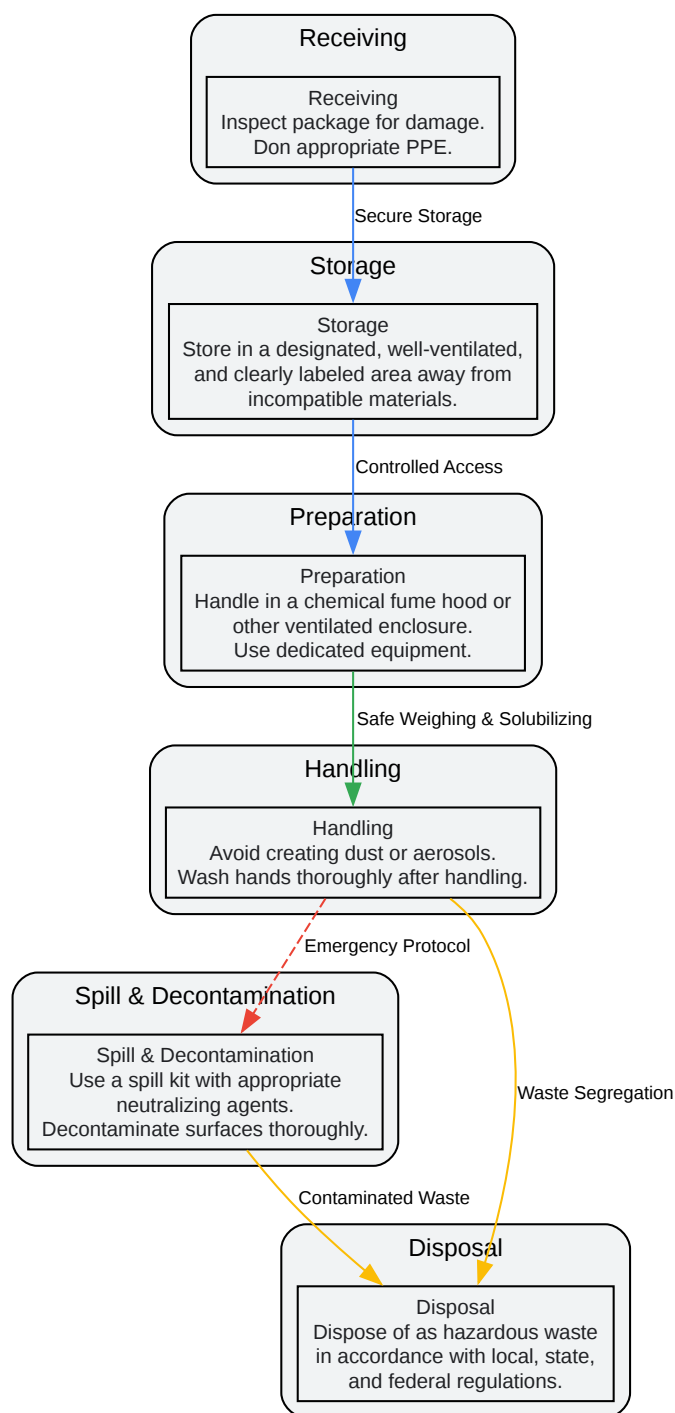 Receiving
Receiving
Inspect package for damage.
Don appropriate PPE.
Secure Storage
Storage
Storage
Store in a designated, well-ventilated,
and clearly labeled area away from
incompatible materials.
Controlled Access
Preparation
Preparation
Handle in a chemical fume hood or
other ventilated enclosure.
Use dedicated equipment.
Safe Weighing & Solubilizing
Handling
Handling
Avoid creating dust or aerosols.
Wash hands thoroughly after handling.
Emergency Protocol
Spill & Decontamination
Spill & Decontamination
Use a spill kit with appropriate
neutralizing agents.
Decontaminate surfaces thoroughly.
Waste Segregation
Contaminated Waste
Disposal
Disposal
Dispose of as hazardous waste
in accordance with local, state,
and federal regulations.